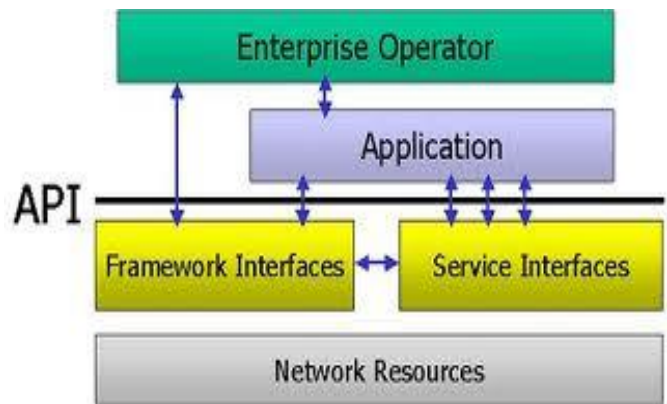 Enterprise Operator
Application
API
Framework Interfaces
Service Interfaces
Network Resources